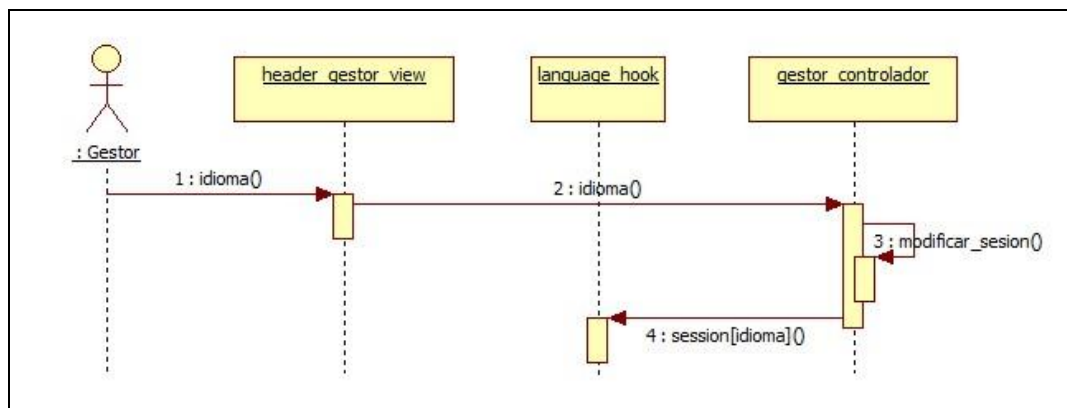 header_gestor_view
language_hook
gestor_controlador
: Gestor
1 : idioma()
2 : idioma()
3 : modificar_sesion()
4 : session[idioma]()